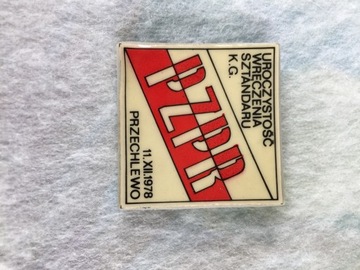 UROCZYSTOŚĆ
WRĘCZENIA
SZTANDARU
K.G.
PZPR
11.XII.1978
PRZECHLEWO